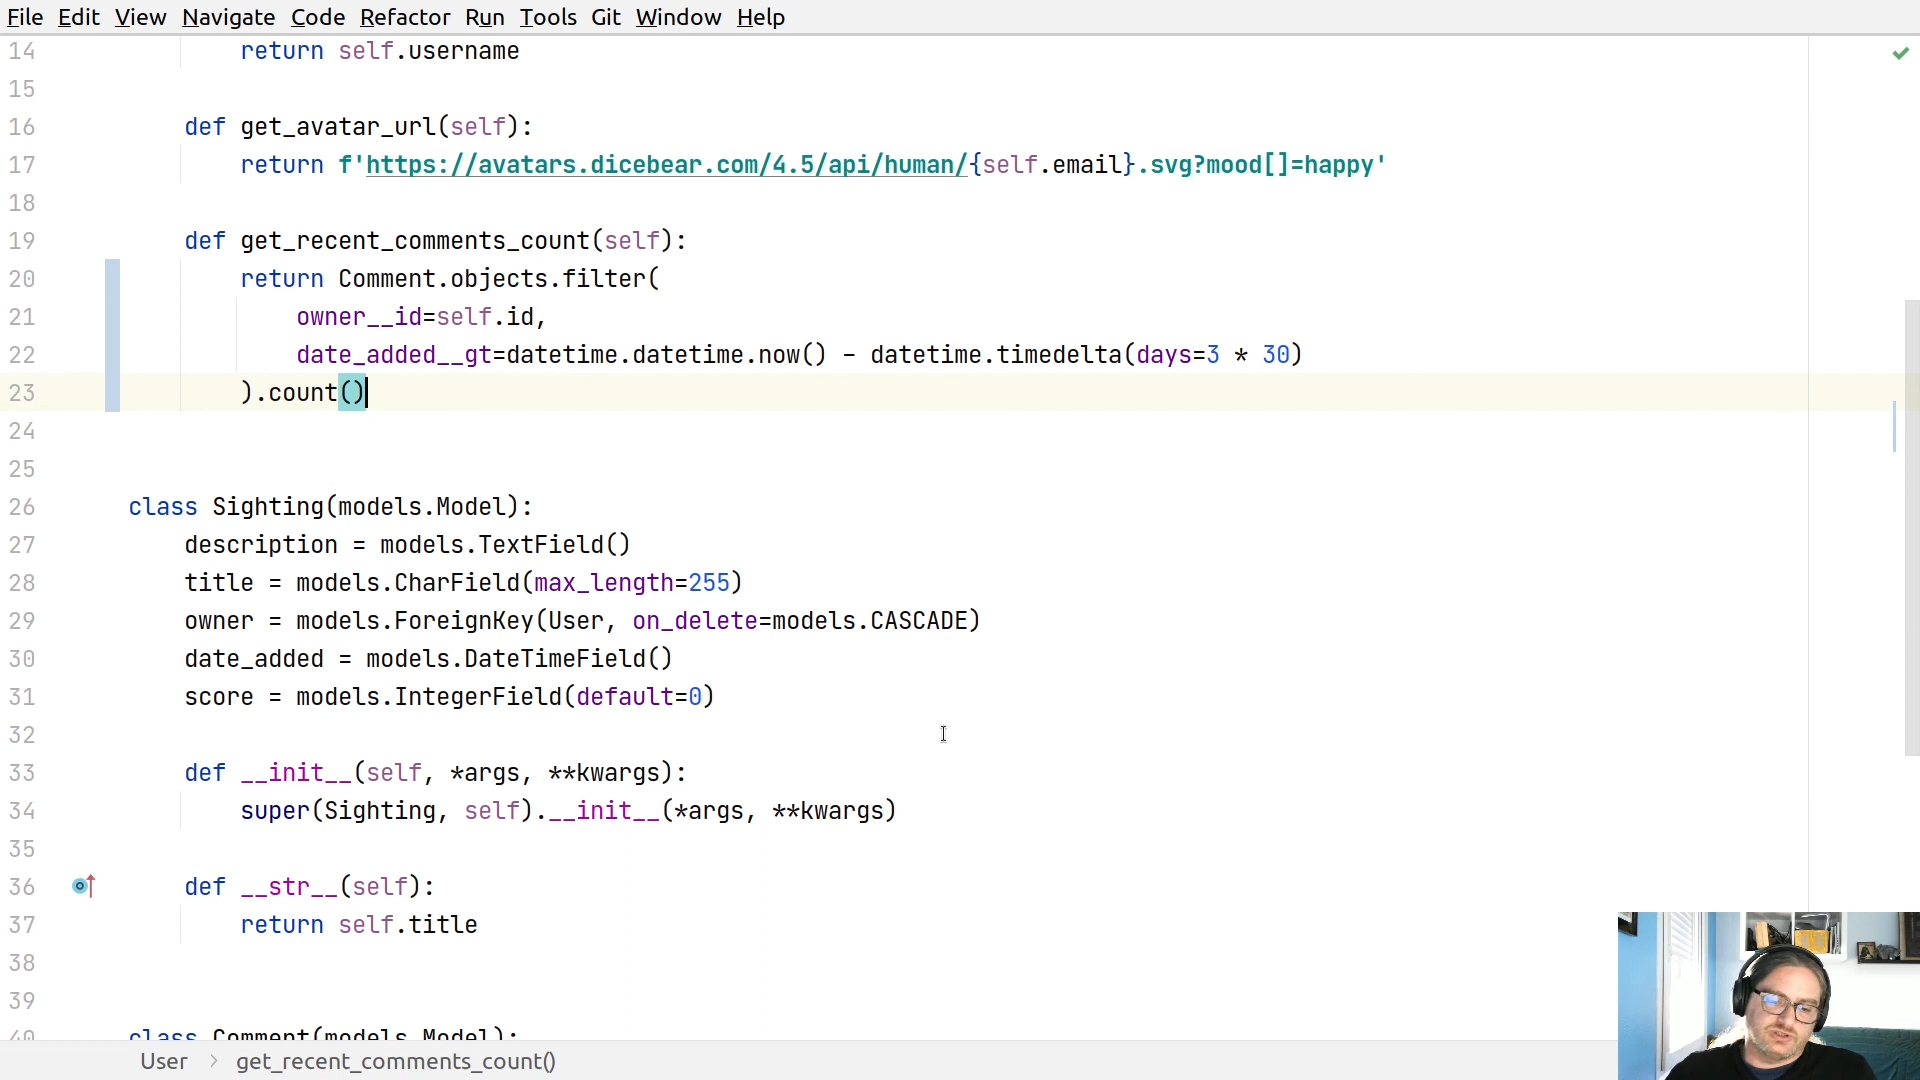 File Edit View Navigate Code Refactor Run Tools Git Window Help
14 return self.username
15
16 def get_avatar_url(self):
17 return f'https://avatars.dicebear.com/4.5/api/human/{self.email}.svg?mood[]=happy'
18
19 def get_recent_comments_count(self):
20 return Comment.objects.filter(
21 owner__id=self.id,
22 date_added__gt=datetime.datetime.now() - datetime.timedelta(days=3 * 30)
23 ).count()
24
25
26 class Sighting(models.Model):
27 description = models.TextField()
28 title = models.CharField(max_length=255)
29 owner = models.ForeignKey(User, on_delete=models.CASCADE)
30 date_added = models.DateTimeField()
31 score = models.IntegerField(default=0)
32
33 def __init__(self, *args, **kwargs):
34 super(Sighting, self).__init__(*args, **kwargs)
35
36 def __str__(self):
37 return self.title
38
39
40 class Comment(models.Model):
User > get_recent_comments_count()